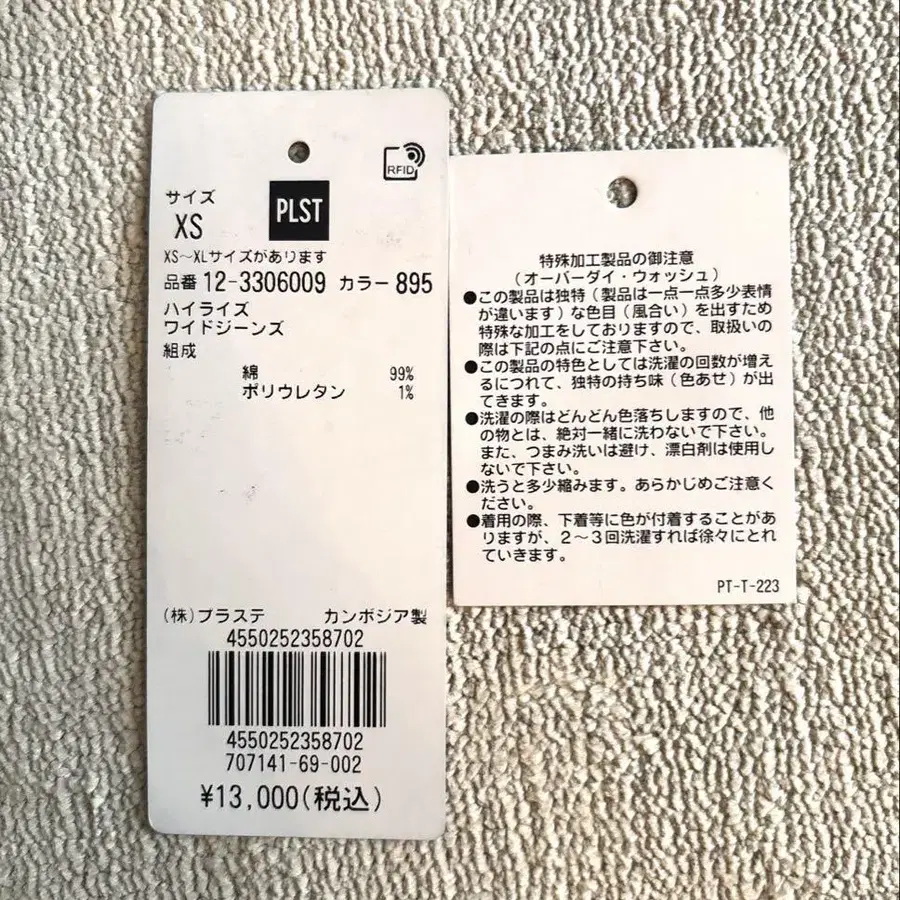 RFID
サイズ
XS
PLST
XS〜XLサイズがあります
品番 12-3306009 カラー 895
ハイライズ
ワイドジーンズ
組成
綿 99%
ポリウレタン 1%
(株)プラステ カンボジア製
4550252358702
4550252358702
707141-69-002
¥13,000(税込)
特殊加工製品の御注意
(オーバーダイ・ウォッシュ)
●この製品は独特(製品は一点一点多少表情
が違います)な色目(風合い)を出すため
特殊な加工をしておりますので、取扱いの
際は下記の点にご注意下さい。
●この製品の特色としては洗濯の回数が増え
るにつれて、独特の持ち味(色あせ)が出
てきます。
●洗濯の際はどんどん色落ちしますので、他
の物とは、絶対一緒に洗わないで下さい。
また、つまみ洗いは避け、漂白剤は使用し
ないで下さい。
●洗うと多少縮みます。あらかじめご注意く
ださい。
●着用の際、下着等に色が付着することがあ
りますが、2〜3回洗濯すれば徐々にとれ
ていきます。
PT-T-223